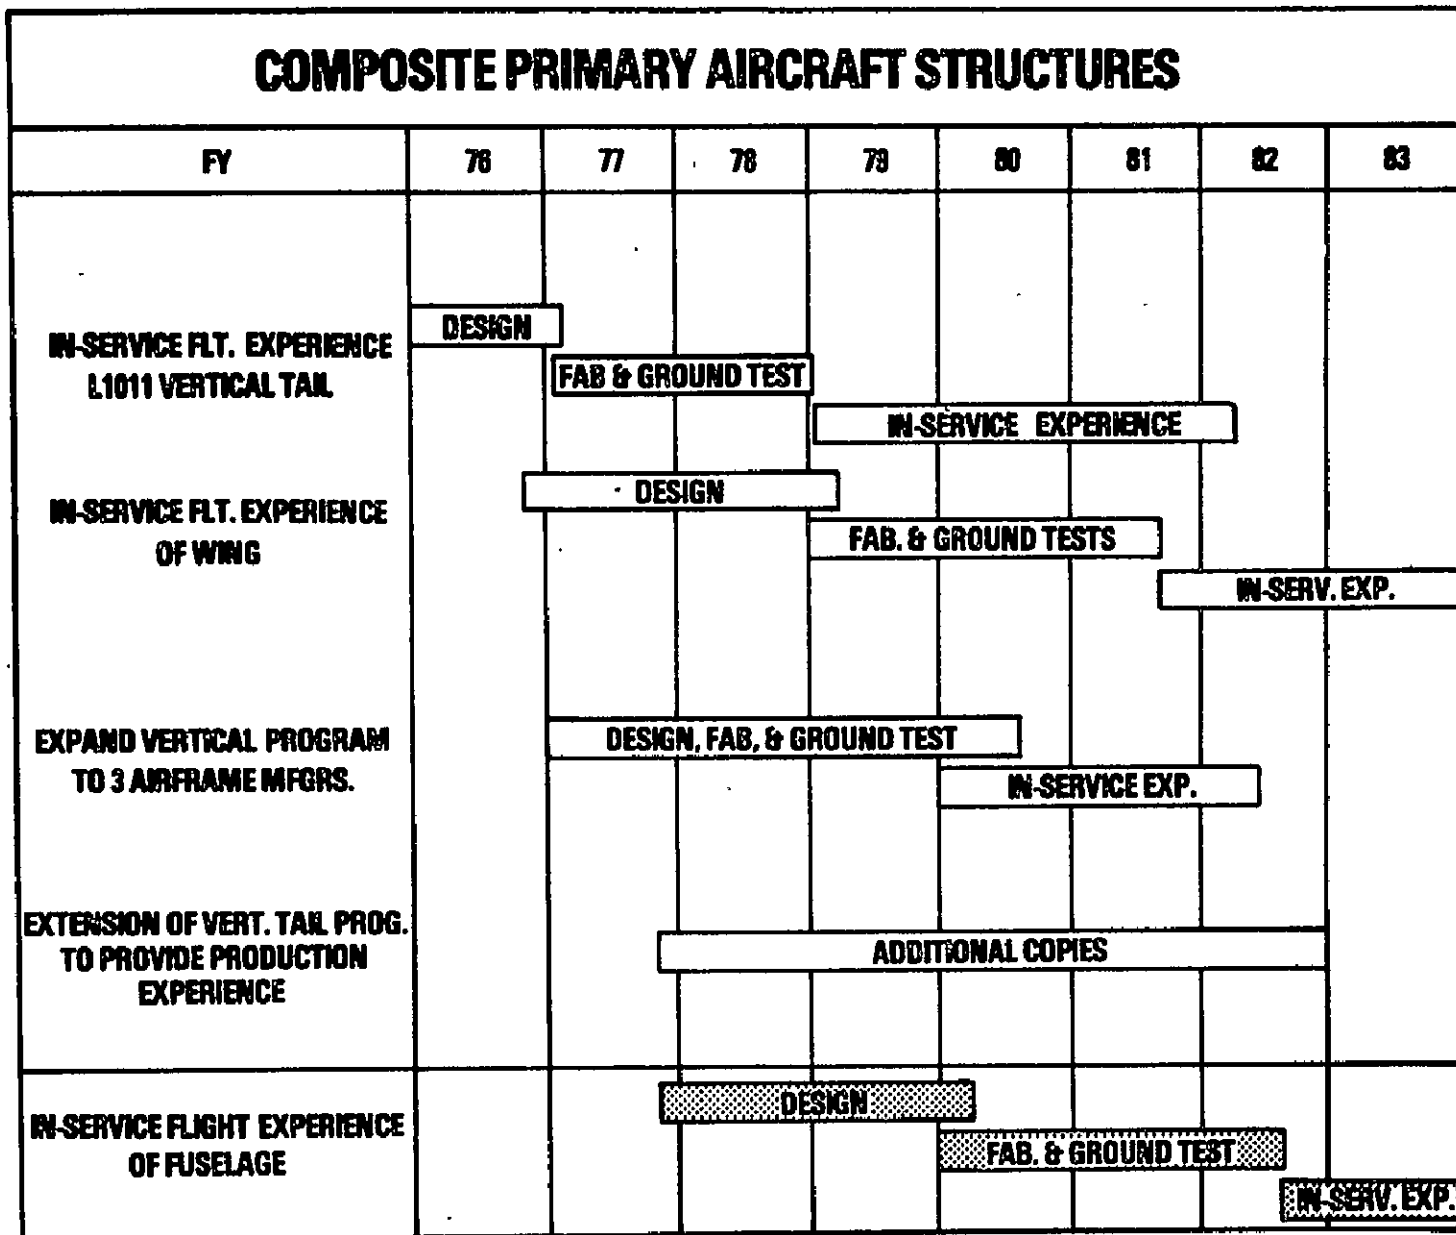 COMPOSITE PRIMARY AIRCRAFT STRUCTURES
FY 76 77 78 79 80 81 82 83
IN-SERVICE FLT. EXPERIENCE
L1011 VERTICAL TAIL
DESIGN
FAB & GROUND TEST
IN-SERVICE EXPERIENCE
IN-SERVICE FLT. EXPERIENCE
OF WING
DESIGN
FAB. & GROUND TESTS
IN-SERV. EXP.
EXPAND VERTICAL PROGRAM
TO 3 AIRFRAME MFGRS.
DESIGN, FAB, & GROUND TEST
IN-SERVICE EXP.
EXTENSION OF VERT. TAIL PROG.
TO PROVIDE PRODUCTION
EXPERIENCE
ADDITIONAL COPIES
IN-SERVICE FLIGHT EXPERIENCE
OF FUSELAGE
DESIGN
FAB. & GROUND TEST
IN-SERV. EXP.